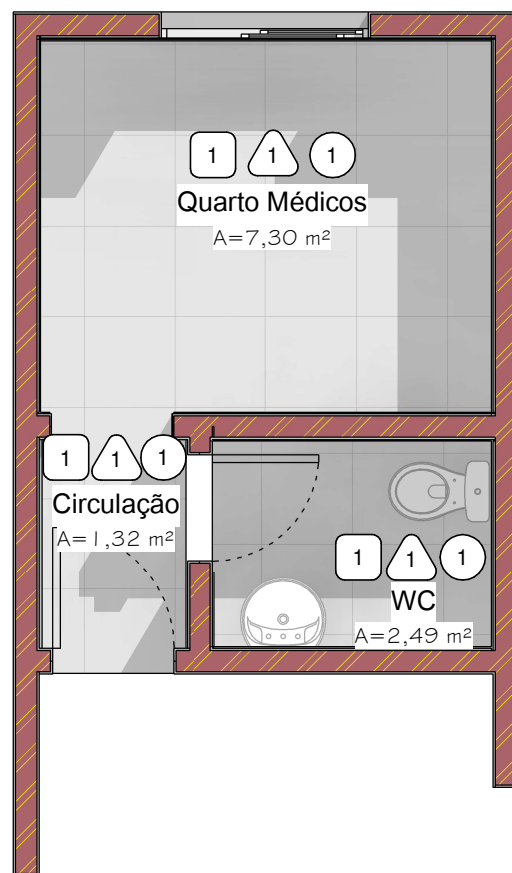 1 1 1
Quarto Médicos
A=7,30 m²
1 1 1
Circulação
A=1,32 m²
1 1 1
WC
A=2,49 m²